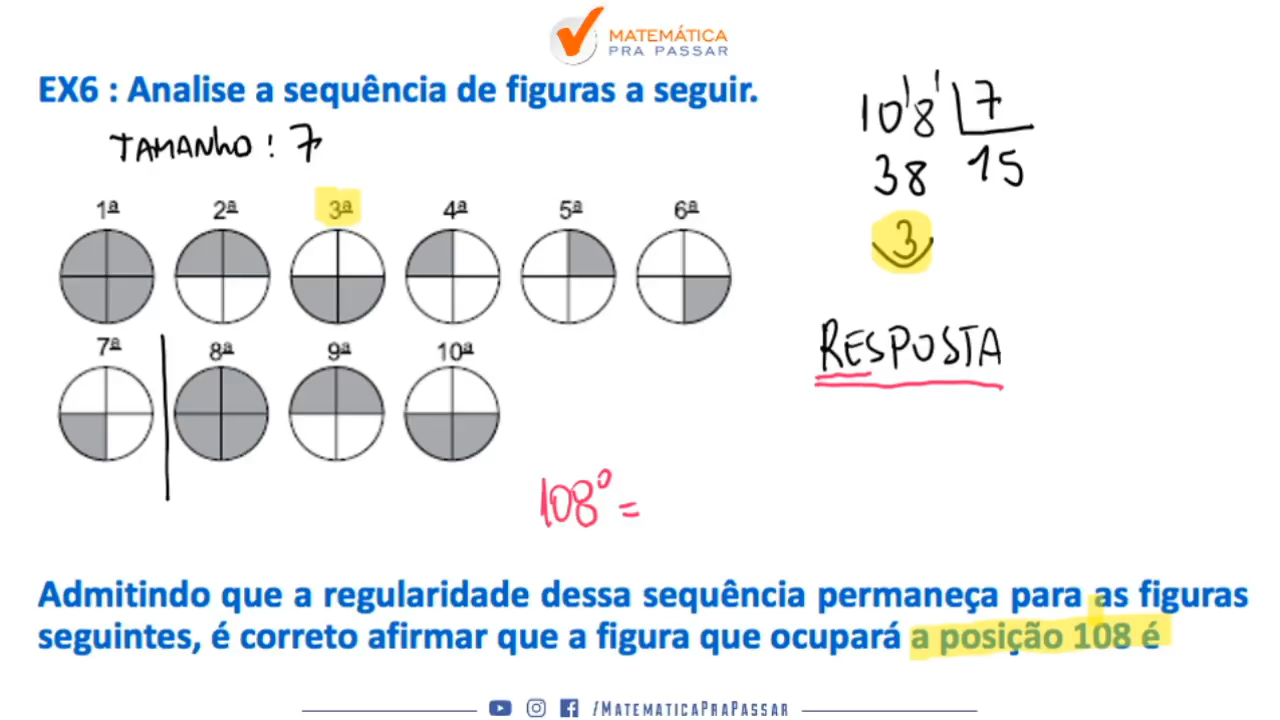 MATEMÁTICA
PRA PASSAR
EX6 : Analise a sequência de figuras a seguir.
TAMANHO : 7
108 7
38 15
3
1ª 2ª 3ª 4ª 5ª 6ª
7ª 8ª 9ª 10ª
RESPOSTA
108º =
Admitindo que a regularidade dessa sequência permaneça para as figuras
seguintes, é correto afirmar que a figura que ocupará a posição 108 é
/MATEMATICAPRAPASSAR